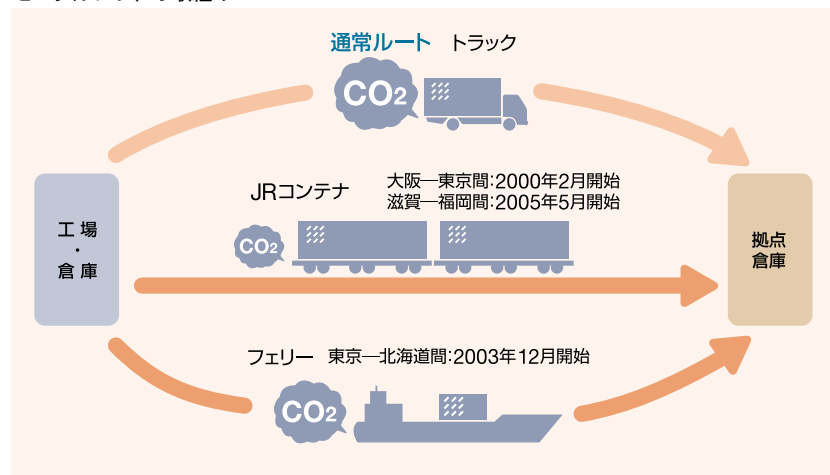 通常ルート トラック
CO2
JRコンテナ
大阪―東京間:2000年2月開始
滋賀―福岡間:2005年5月開始
CO2
工場
・
倉庫
拠点
倉庫
フェリー 東京―北海道間:2003年12月開始
CO2